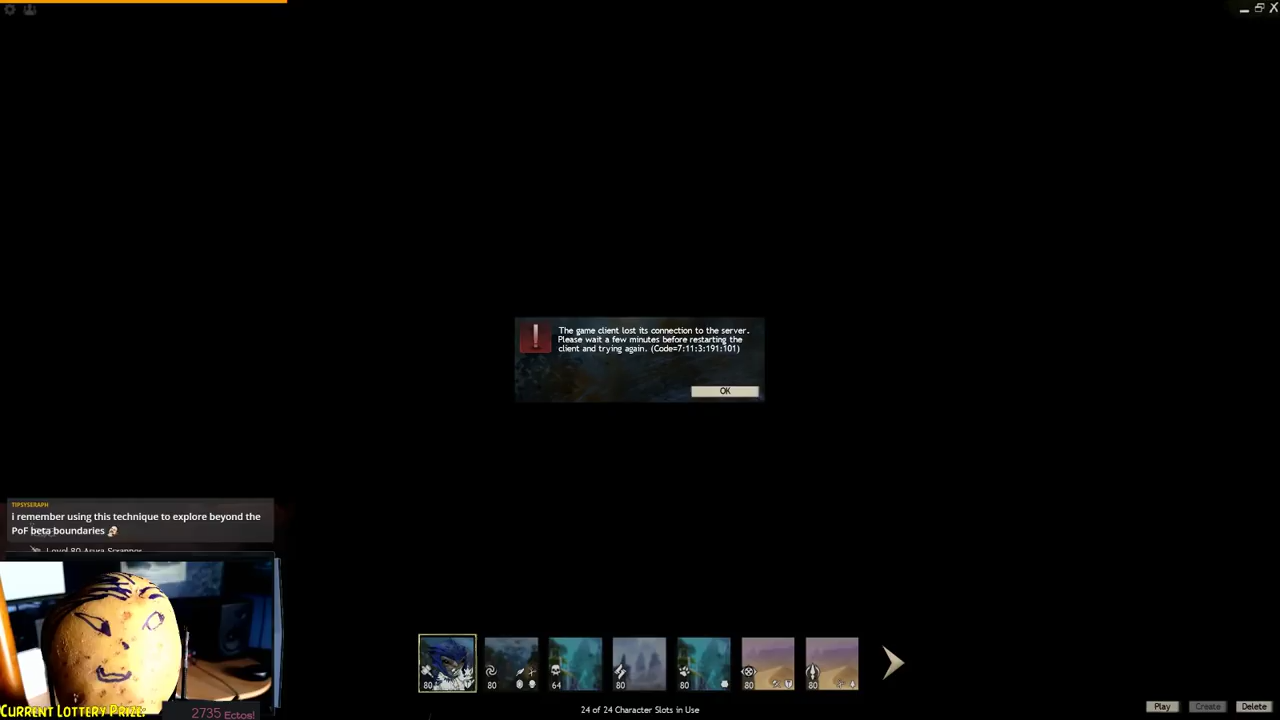 The game client lost its connection to the server.
Please wait a few minutes before restarting the
client and trying again. (Code=7:11:3:191:101)
OK
TIPSYSERAPH
i remember using this technique to explore beyond the
PoF beta boundaries
Level 80 Asura Scrapper
80
80
64
80
80
80
80
CURRENT LOTTERY PRIZE:
2735 Ectos!
24 of 24 Character Slots in Use
Play
Create
Delete